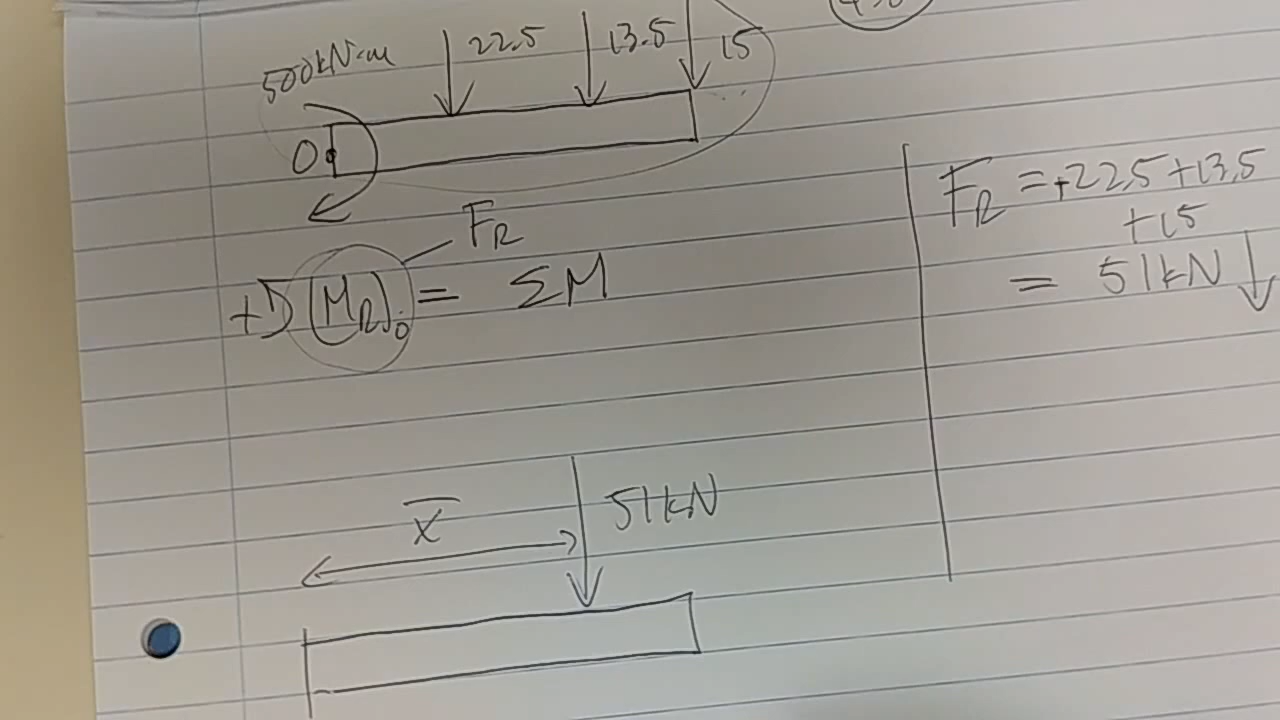 500kN-m 22.5 13.5 15
O
F_R
+ (M_R)_o = ΣM
F_R = +22.5 + 13.5
+15
= 51kN ↓
51kN
x̄